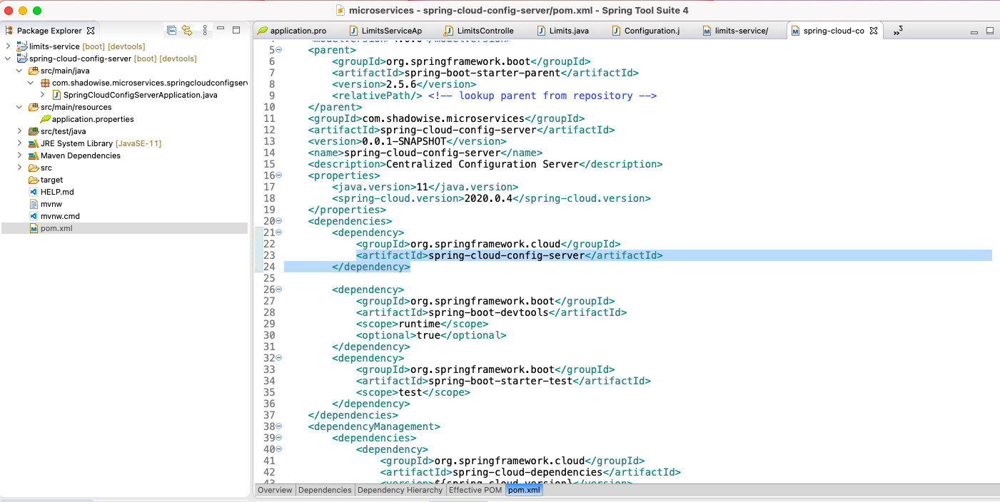 microservices - spring-cloud-config-server/pom.xml - Spring Tool Suite 4
Package Explorer
limits-service [boot] [devtools]
spring-cloud-config-server [boot] [devtools]
src/main/java
com.shadowise.microservices.springcloudconfigserv
SpringCloudConfigServerApplication.java
src/main/resources
application.properties
src/test/java
JRE System Library [JavaSE-11]
Maven Dependencies
src
target
HELP.md
mvnw
mvnw.cmd
pom.xml
application.pro
LimitsServiceAp
LimitsControlle
Limits.java
Configuration.j
limits-service/
spring-cloud-co
»2
5 <parent>
6 <groupId>org.springframework.boot</groupId>
7 <artifactId>spring-boot-starter-parent</artifactId>
8 <version>2.5.6</version>
9 <relativePath/> <!-- lookup parent from repository -->
10 </parent>
11 <groupId>com.shadowise.microservices</groupId>
12 <artifactId>spring-cloud-config-server</artifactId>
13 <version>0.0.1-SNAPSHOT</version>
14 <name>spring-cloud-config-server</name>
15 <description>Centralized Configuration Server</description>
16 <properties>
17 <java.version>11</java.version>
18 <spring-cloud.version>2020.0.4</spring-cloud.version>
19 </properties>
20 <dependencies>
21 <dependency>
22 <groupId>org.springframework.cloud</groupId>
23 <artifactId>spring-cloud-config-server</artifactId>
24 </dependency>
25
26 <dependency>
27 <groupId>org.springframework.boot</groupId>
28 <artifactId>spring-boot-devtools</artifactId>
29 <scope>runtime</scope>
30 <optional>true</optional>
31 </dependency>
32 <dependency>
33 <groupId>org.springframework.boot</groupId>
34 <artifactId>spring-boot-starter-test</artifactId>
35 <scope>test</scope>
36 </dependency>
37 </dependencies>
38 <dependencyManagement>
39 <dependencies>
40 <dependency>
41 <groupId>org.springframework.cloud</groupId>
42 <artifactId>spring-cloud-dependencies</artifactId>
43 <version>${spring-cloud.version}</version>
Overview
Dependencies
Dependency Hierarchy
Effective POM
pom.xml